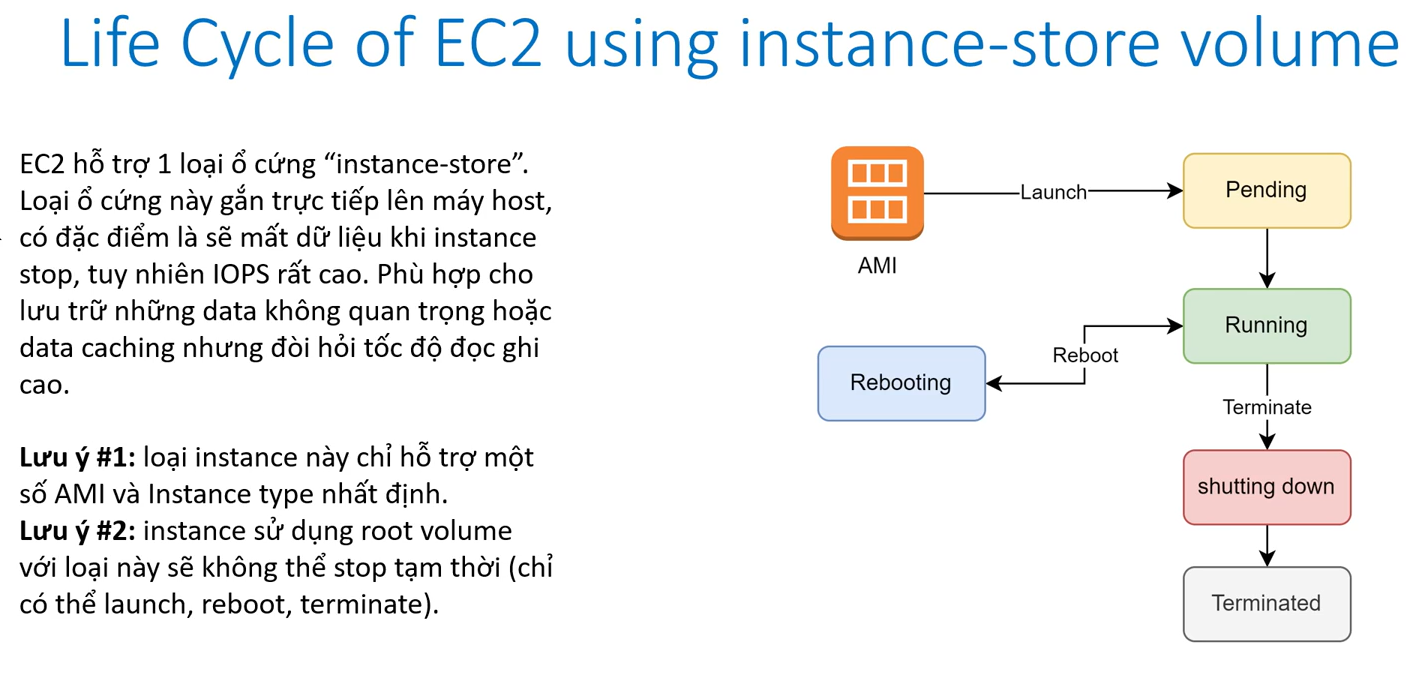 Life Cycle of EC2 using instance-store volume
EC2 hỗ trợ 1 loại ổ cứng “instance-store”.
Loại ổ cứng này gắn trực tiếp lên máy host,
có đặc điểm là sẽ mất dữ liệu khi instance
stop, tuy nhiên IOPS rất cao. Phù hợp cho
lưu trữ những data không quan trọng hoặc
data caching nhưng đòi hỏi tốc độ đọc ghi
cao.
Lưu ý #1: loại instance này chỉ hỗ trợ một
số AMI và Instance type nhất định.
Lưu ý #2: instance sử dụng root volume
với loại này sẽ không thể stop tạm thời (chỉ
có thể launch, reboot, terminate).
AMI
Launch
Pending
Running
Reboot
Rebooting
Terminate
shutting down
Terminated